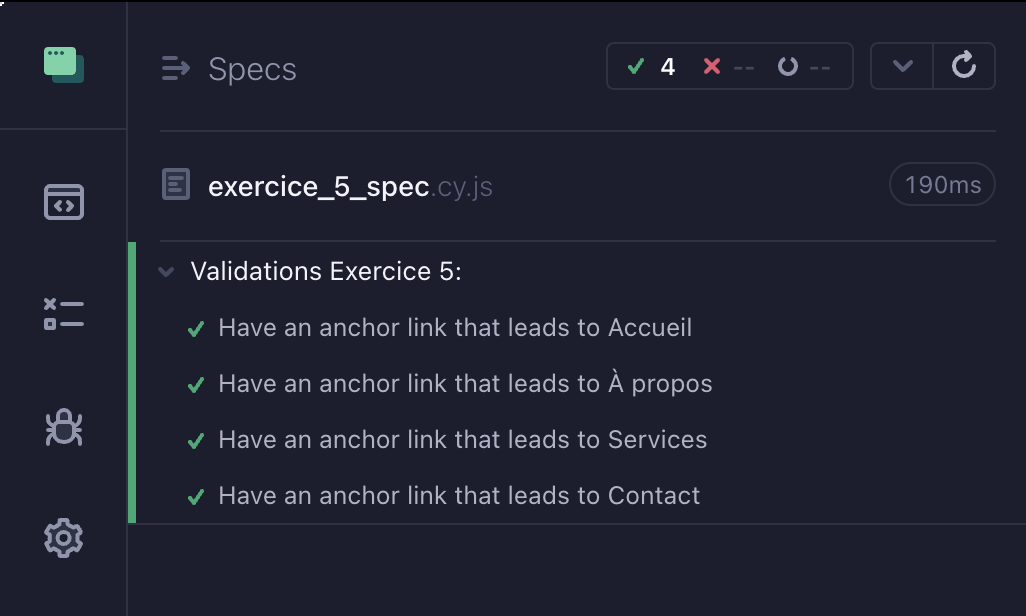 Specs
4 -- --
exercice_5_spec.cy.js
190ms
Validations Exercice 5:
Have an anchor link that leads to Accueil
Have an anchor link that leads to À propos
Have an anchor link that leads to Services
Have an anchor link that leads to Contact